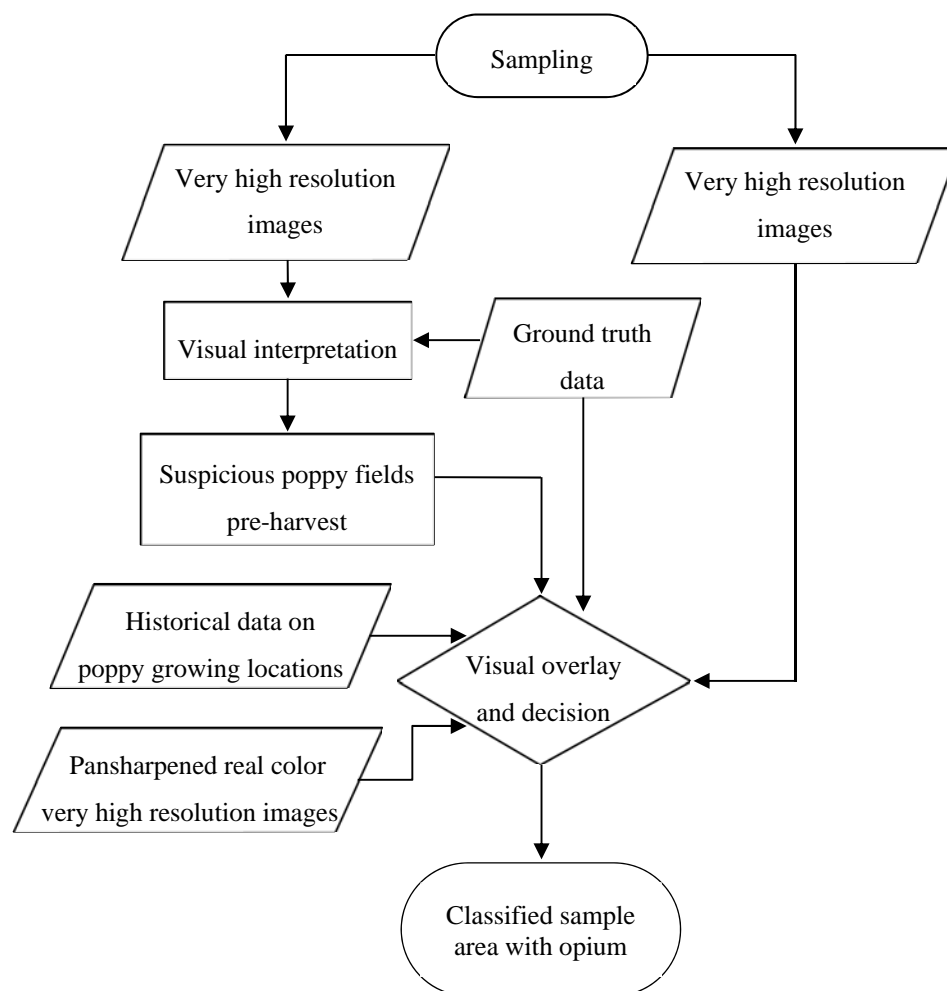 Sampling
Very high resolution
images
Very high resolution
images
Visual interpretation
Ground truth
data
Suspicious poppy fields
pre-harvest
Historical data on
poppy growing locations
Visual overlay
and decision
Pansharpened real color
very high resolution images
Classified sample
area with opium